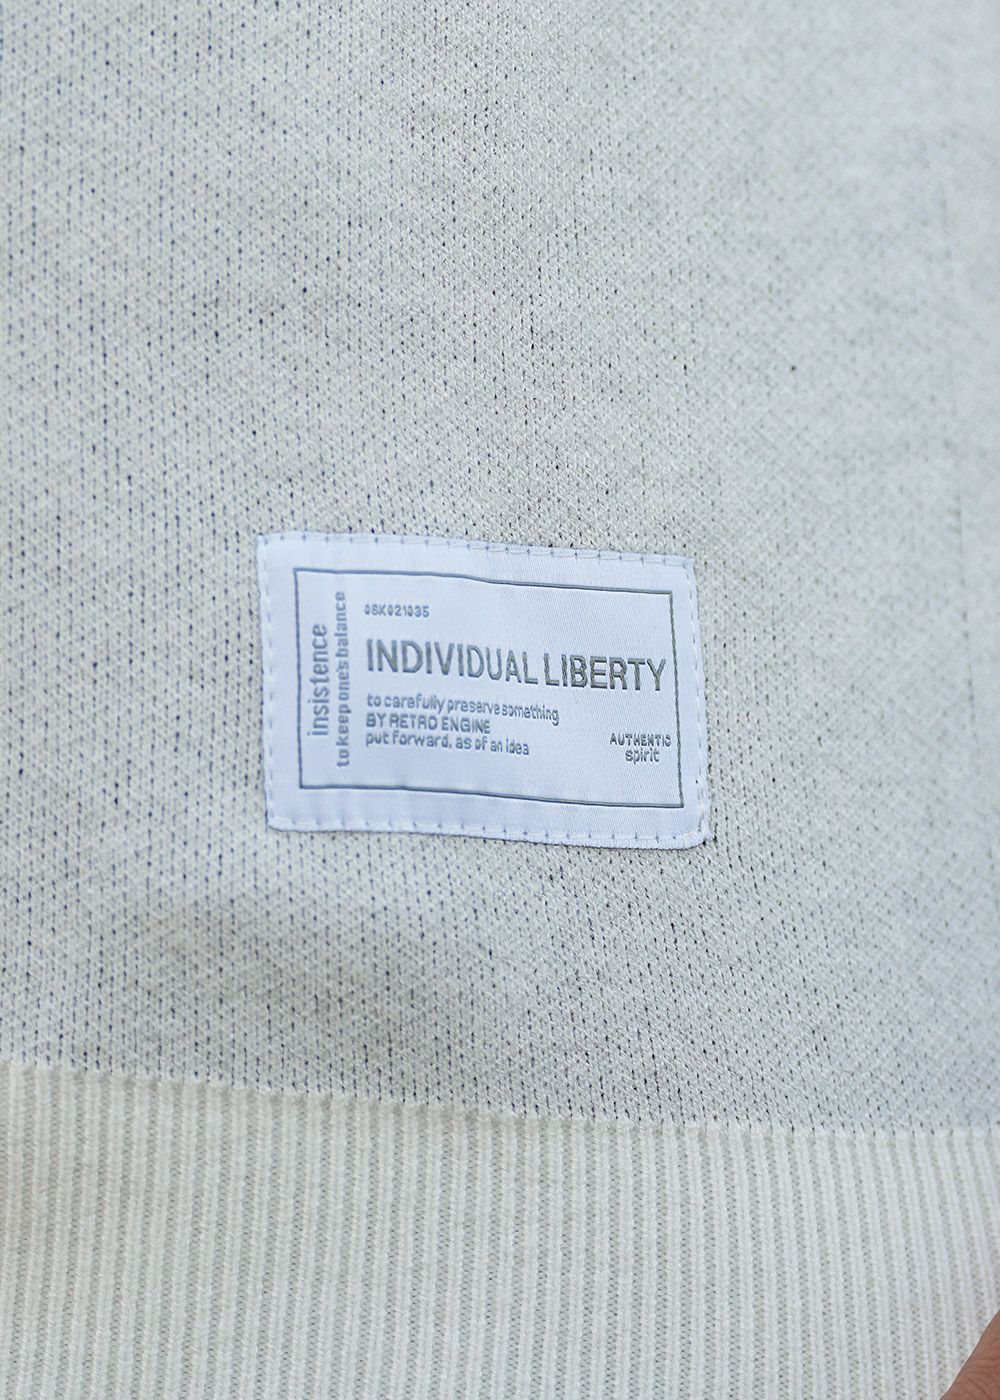 insistence
to keep one's balance
OSK021035
INDIVIDUAL LIBERTY
to carefully preserve something
BY RETRO ENGINE
put forward, as of an idea
AUTHENTIC
spirit